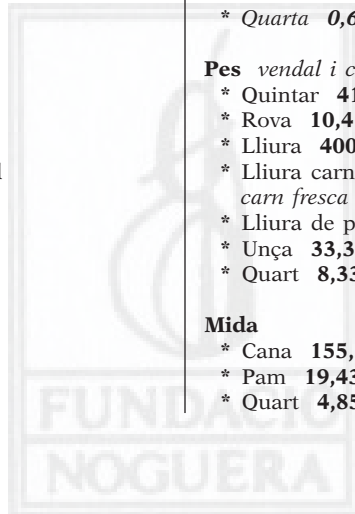 * Quarta 0,6
Pes vendal i c
* Quintar 41
* Rova 10,4
* Lliura 400
* Lliura carn
carn fresca
* Lliura de p
* Unça 33,3
* Quart 8,33
Mida
* Cana 155,
* Pam 19,43
* Quart 4,85
FUNDACIÓ
NOGUERA